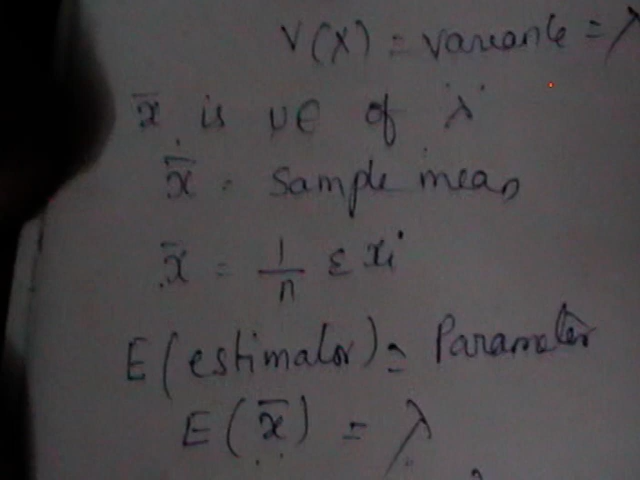 V(X) = variance = λ
x̄ is UE of 'λ'
x̄ = Sample mean
x̄ = 1/n Σ xi
E(estimator) = Parameter
E(x̄) = λ